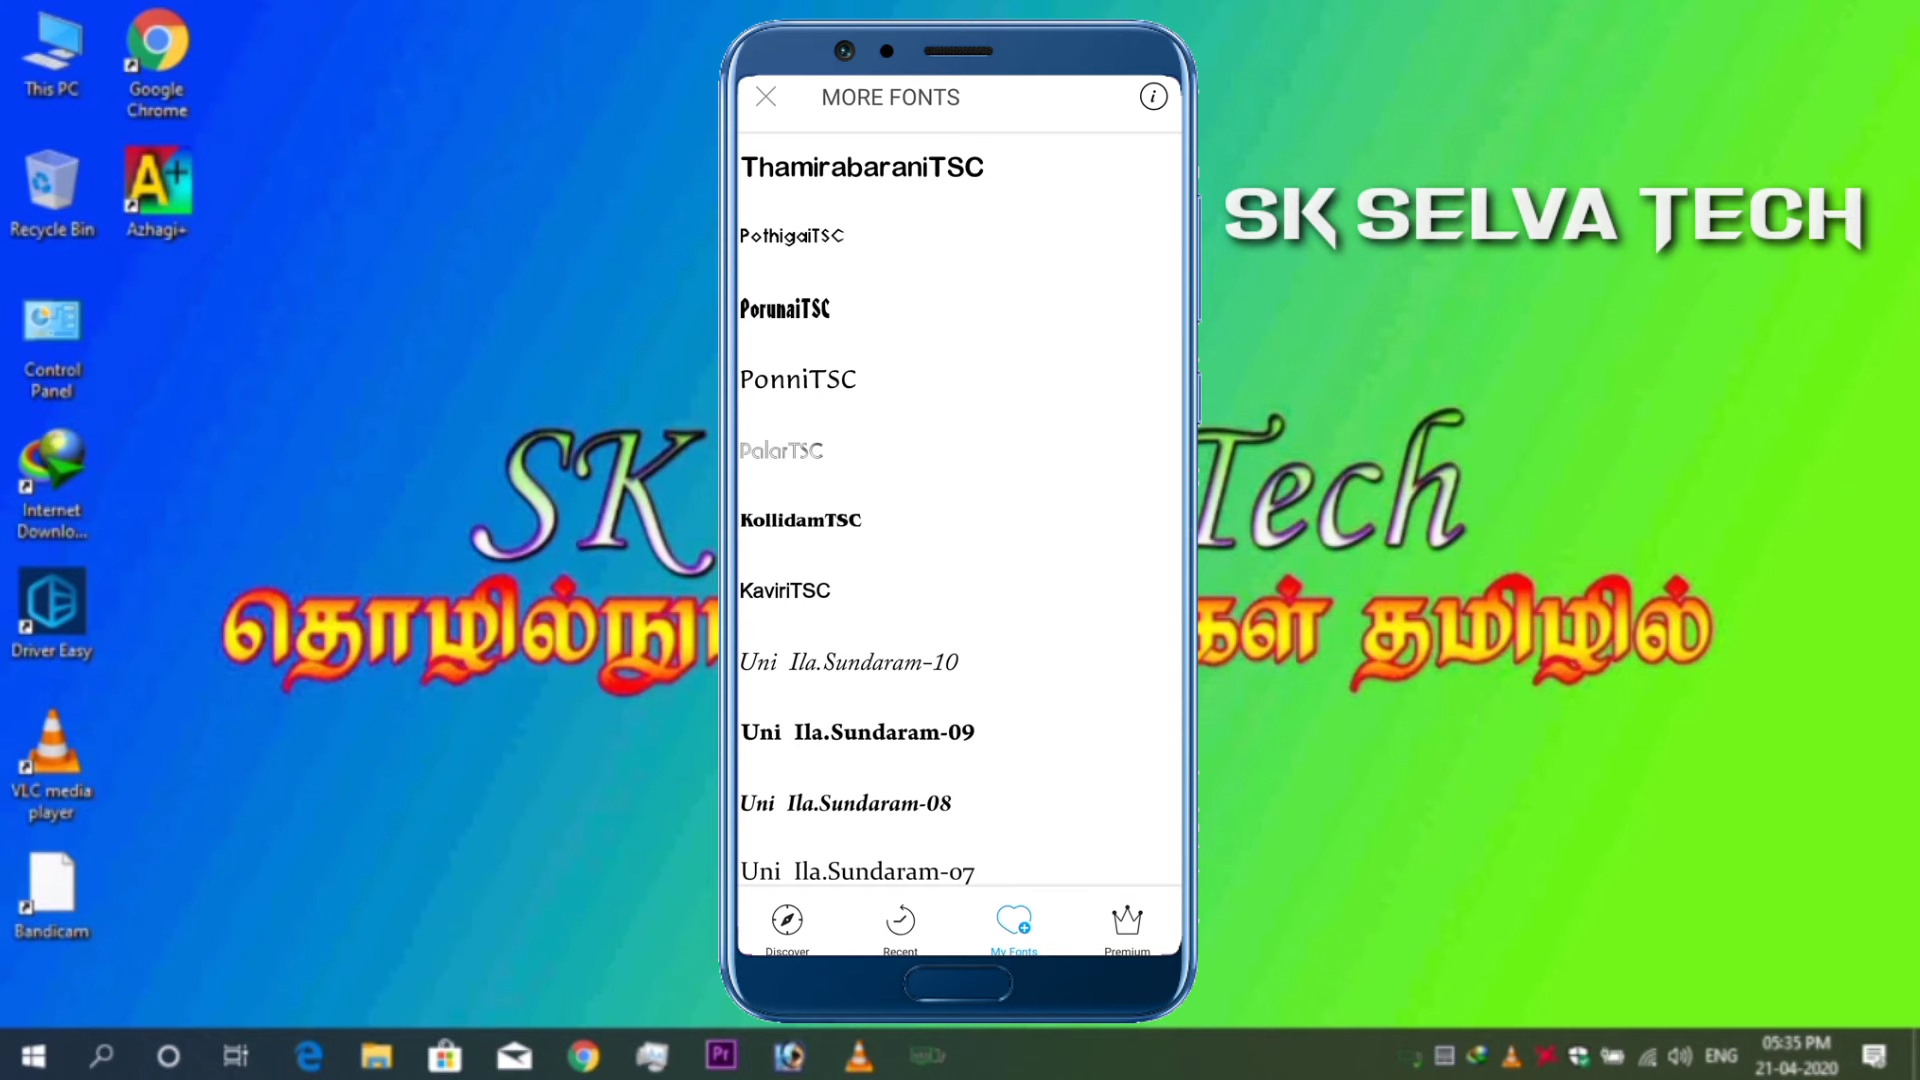 This PC
Google
Chrome
Recycle Bin
Azhagi+
Control
Panel
Internet
Downlo...
Driver Easy
VLC media
player
Bandicam
MORE FONTS
ThamirabaraniTSC
PothigaiTSC
PorunaiTSC
PonniTSC
PalarTSC
KollidamTSC
KaviriTSC
Uni Ila.Sundaram-10
Uni Ila.Sundaram-09
Uni Ila.Sundaram-08
Uni Ila.Sundaram-07
Discover
Recent
My Fonts
Premium
SK SELVA TECH
SK Tech
தொழில்நு கள் தமிழில்
Pr
ENG
05:35 PM
21-04-2020